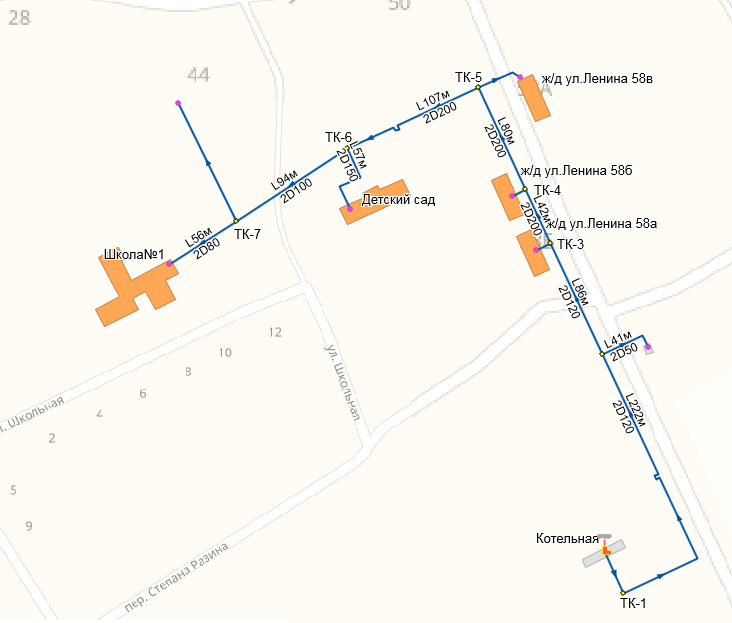 28
50
44
ТК-5
ж/д ул.Ленина 58в
L107м
2D200
L80м
2D200
ТК-6
L57м
2D150
L94м
2D100
ж/д ул.Ленина 58б
ТК-4
Детский сад
L42м
2D200
ж/д ул.Ленина 58а
ТК-3
ТК-7
L56м
2D80
Школа№1
L86м
2D120
L41м
2D50
12
10
8
6
4
2
5
9
ул. Школьная
л. Школьная
L222м
2D120
Котельная
пер. Степана Разина
ТК-1